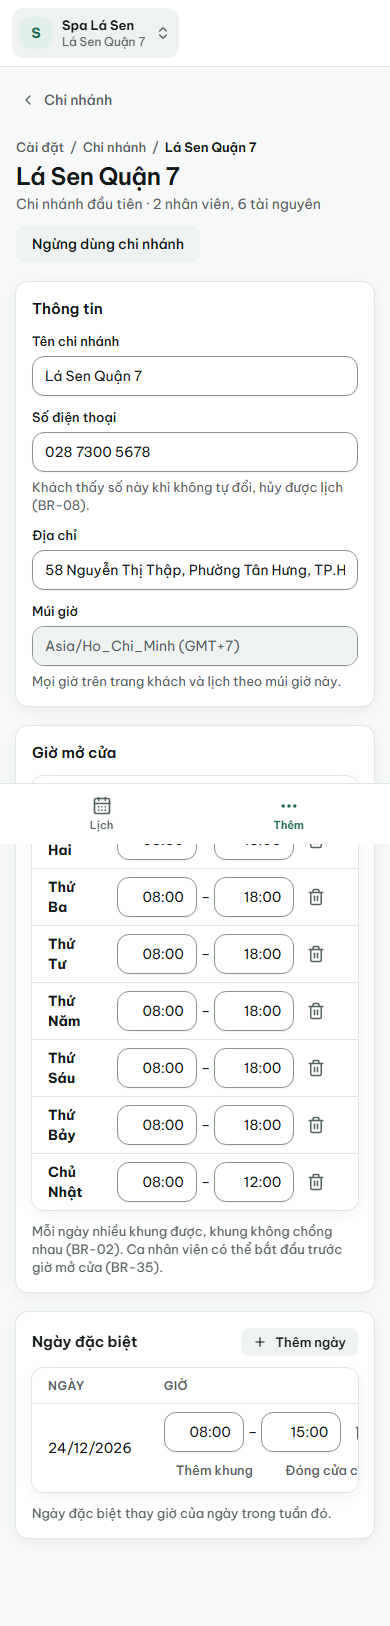 S
Spa Lá Sen
Lá Sen Quận 7
Chi nhánh
Cài đặt / Chi nhánh / Lá Sen Quận 7
Lá Sen Quận 7
Chi nhánh đầu tiên · 2 nhân viên, 6 tài nguyên
Ngừng dùng chi nhánh
Thông tin
Tên chi nhánh
Lá Sen Quận 7
Số điện thoại
028 7300 5678
Khách thấy số này khi không tự đổi, hủy được lịch
(BR-08).
Địa chỉ
58 Nguyễn Thị Thập, Phường Tân Hưng, TP.H
Múi giờ
Asia/Ho_Chi_Minh (GMT+7)
Mọi giờ trên trang khách và lịch theo múi giờ này.
Giờ mở cửa
Lịch
Thêm
Hai
Thứ
Ba
08:00 – 18:00
Thứ
Tư
08:00 – 18:00
Thứ
Năm
08:00 – 18:00
Thứ
Sáu
08:00 – 18:00
Thứ
Bảy
08:00 – 18:00
Chủ
Nhật
08:00 – 12:00
Mỗi ngày nhiều khung được, khung không chồng
nhau (BR-02). Ca nhân viên có thể bắt đầu trước
giờ mở cửa (BR-35).
Ngày đặc biệt
Thêm ngày
NGÀY GIỜ
24/12/2026
08:00 – 15:00
Thêm khung Đóng cửa c
Ngày đặc biệt thay giờ của ngày trong tuần đó.